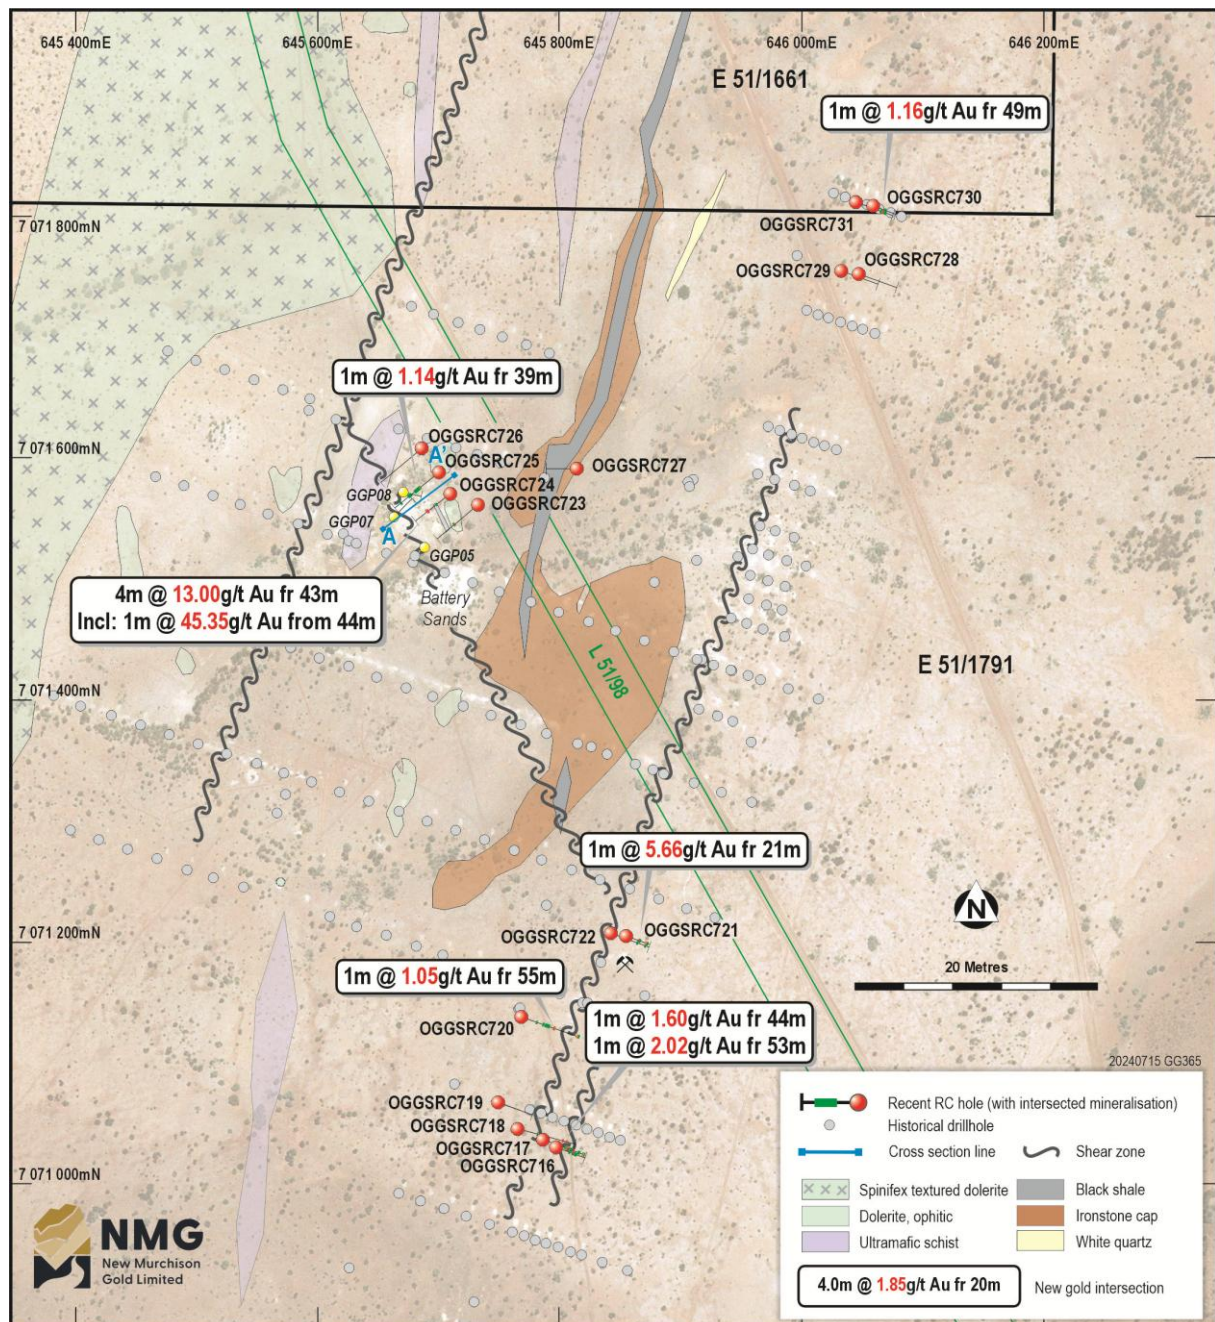 645 400mE
645 600mE
645 800mE
646 000mE
646 200mE
E 51/1661
1m @ 1.16g/t Au fr 49m
OGGSRC730
7 071 800mN
OGGSRC731
OGGSRC728
OGGSRC729
1m @ 1.14g/t Au fr 39m
OGGSRC726
A'
OGGSRC725
7 071 600mN
OGGSRC727
OGGSRC724
GGP08
OGGSRC723
GGP07
A
GGP05
4m @ 13.00g/t Au fr 43m
Incl: 1m @ 45.35g/t Au from 44m
Battery
Sands
L 51/98
E 51/1791
7 071 400mN
1m @ 5.66g/t Au fr 21m
N
7 071 200mN
OGGSRC722
OGGSRC721
20 Metres
1m @ 1.05g/t Au fr 55m
1m @ 1.60g/t Au fr 44m
1m @ 2.02g/t Au fr 53m
OGGSRC720
20240715 GG365
OGGSRC719
OGGSRC718
OGGSRC717
OGGSRC716
7 071 000mN
Recent RC hole (with intersected mineralisation)
Historical drillhole
Cross section line
Shear zone
Spinifex textured dolerite
Black shale
Dolerite, ophitic
Ironstone cap
Ultramafic schist
White quartz
4.0m @ 1.85g/t Au fr 20m
New gold intersection
NMG
New Murchison
Gold Limited